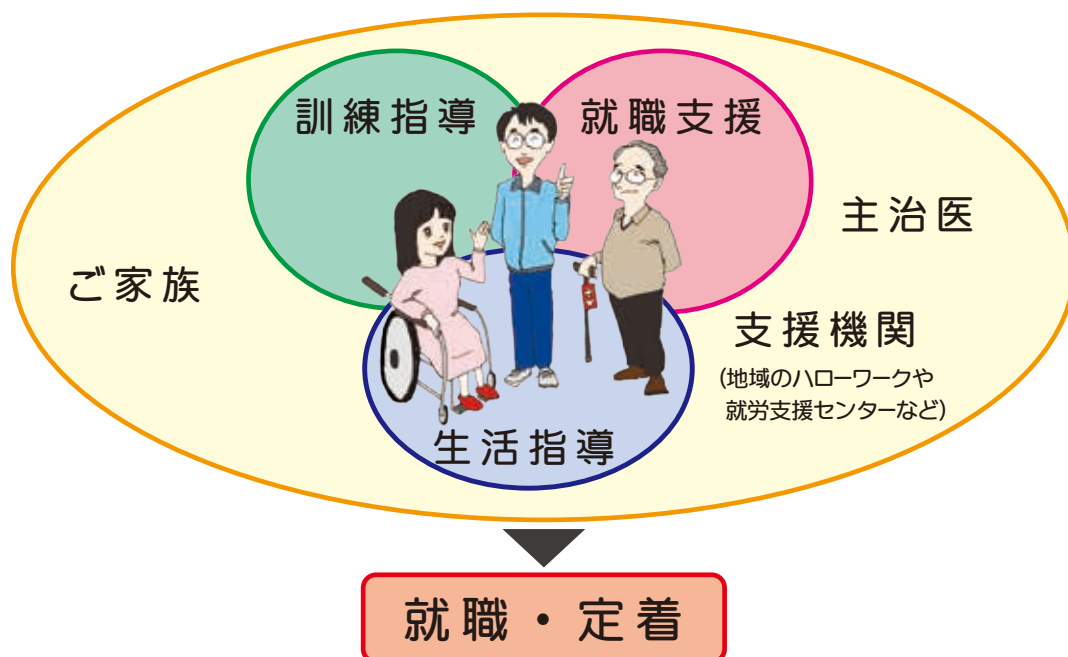 訓練指導
就職支援
主治医
ご家族
支援機関
(地域のハローワークや
就労支援センターなど)
生活指導
就職・定着